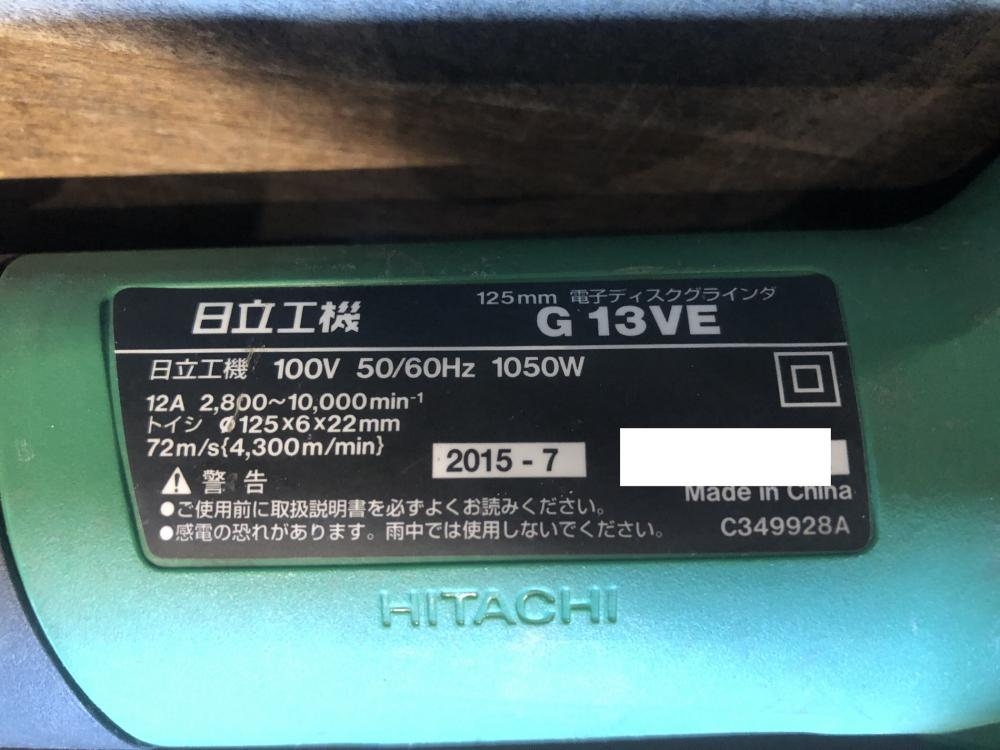 125mm 電子ディスクグラインダ
日立工機 G 13VE
日立工機 100V 50/60Hz 1050W
12A 2,800~10,000min⁻¹
トイシ φ125×6×22mm
72m/s{4,300m/min}
2015-7
警告
Made in China
●ご使用前に取扱説明書を必ずよくお読みください。
●感電の恐れがあります。雨中では使用しないでください。
C349928A
HITACHI